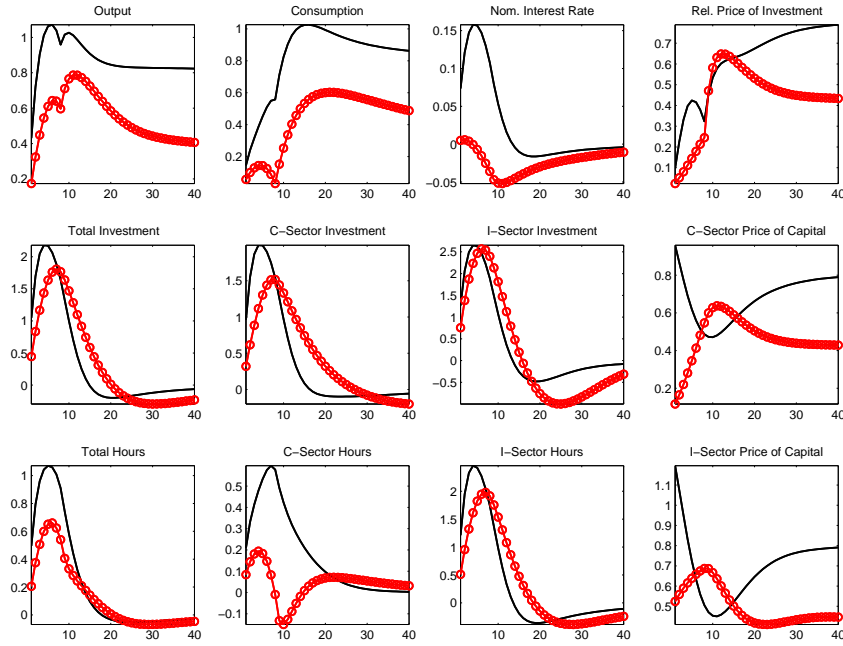 Output
Consumption
Nom. Interest Rate
Rel. Price of Investment
1
0.8
0.6
0.4
0.2
10 20 30 40
1
0.8
0.6
0.4
0.2
10 20 30 40
0.15
0.1
0.05
0
−0.05
10 20 30 40
0.7
0.6
0.5
0.4
0.3
0.2
0.1
10 20 30 40
Total Investment
C−Sector Investment
I−Sector Investment
C−Sector Price of Capital
2
1.5
1
0.5
0
10 20 30 40
1.5
1
0.5
0
10 20 30 40
2.5
2
1.5
1
0.5
0
−0.5
10 20 30 40
0.8
0.6
0.4
0.2
10 20 30 40
Total Hours
C−Sector Hours
I−Sector Hours
I−Sector Price of Capital
1
0.8
0.6
0.4
0.2
0
10 20 30 40
0.5
0.4
0.3
0.2
0.1
0
−0.1
10 20 30 40
2
1.5
1
0.5
0
10 20 30 40
1.1
1
0.9
0.8
0.7
0.6
0.5
10 20 30 40